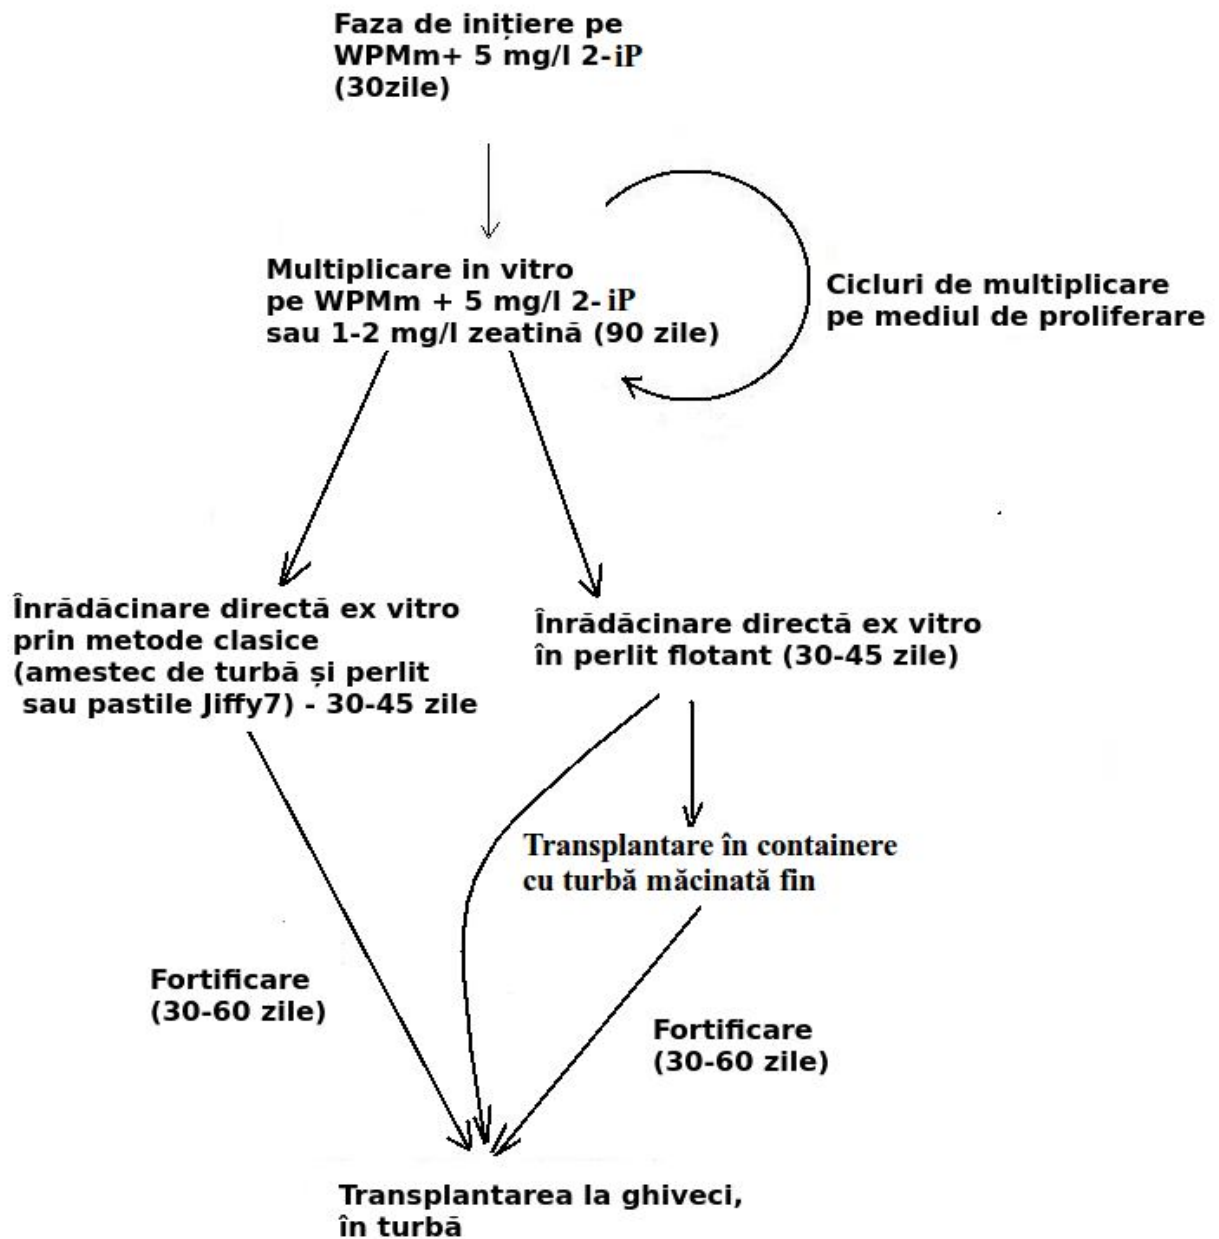 Faza de inițiere pe
WPMm+ 5 mg/l 2-iP
(30zile)
Multiplicare in vitro
pe WPMm + 5 mg/l 2- iP
sau 1-2 mg/l zeatină (90 zile)
Cicluri de multiplicare
pe mediul de proliferare
Înrădăcinare directă ex vitro
prin metode clasice
(amestec de turbă și perlit
sau pastile Jiffy7) - 30-45 zile
Înrădăcinare directă ex vitro
în perlit flotant (30-45 zile)
Transplantare în containere
cu turbă măcinată fin
Fortificare
(30-60 zile)
Fortificare
(30-60 zile)
Transplantarea la ghiveci,
în turbă